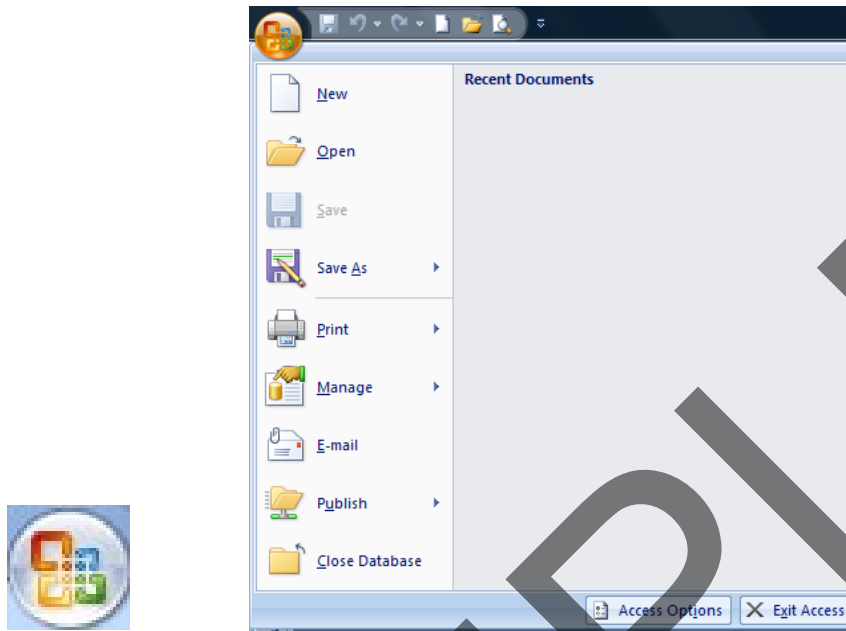 Recent Documents
New
Open
Save
Save As
Print
Manage
E-mail
Publish
Close Database
Access Options
Exit Access